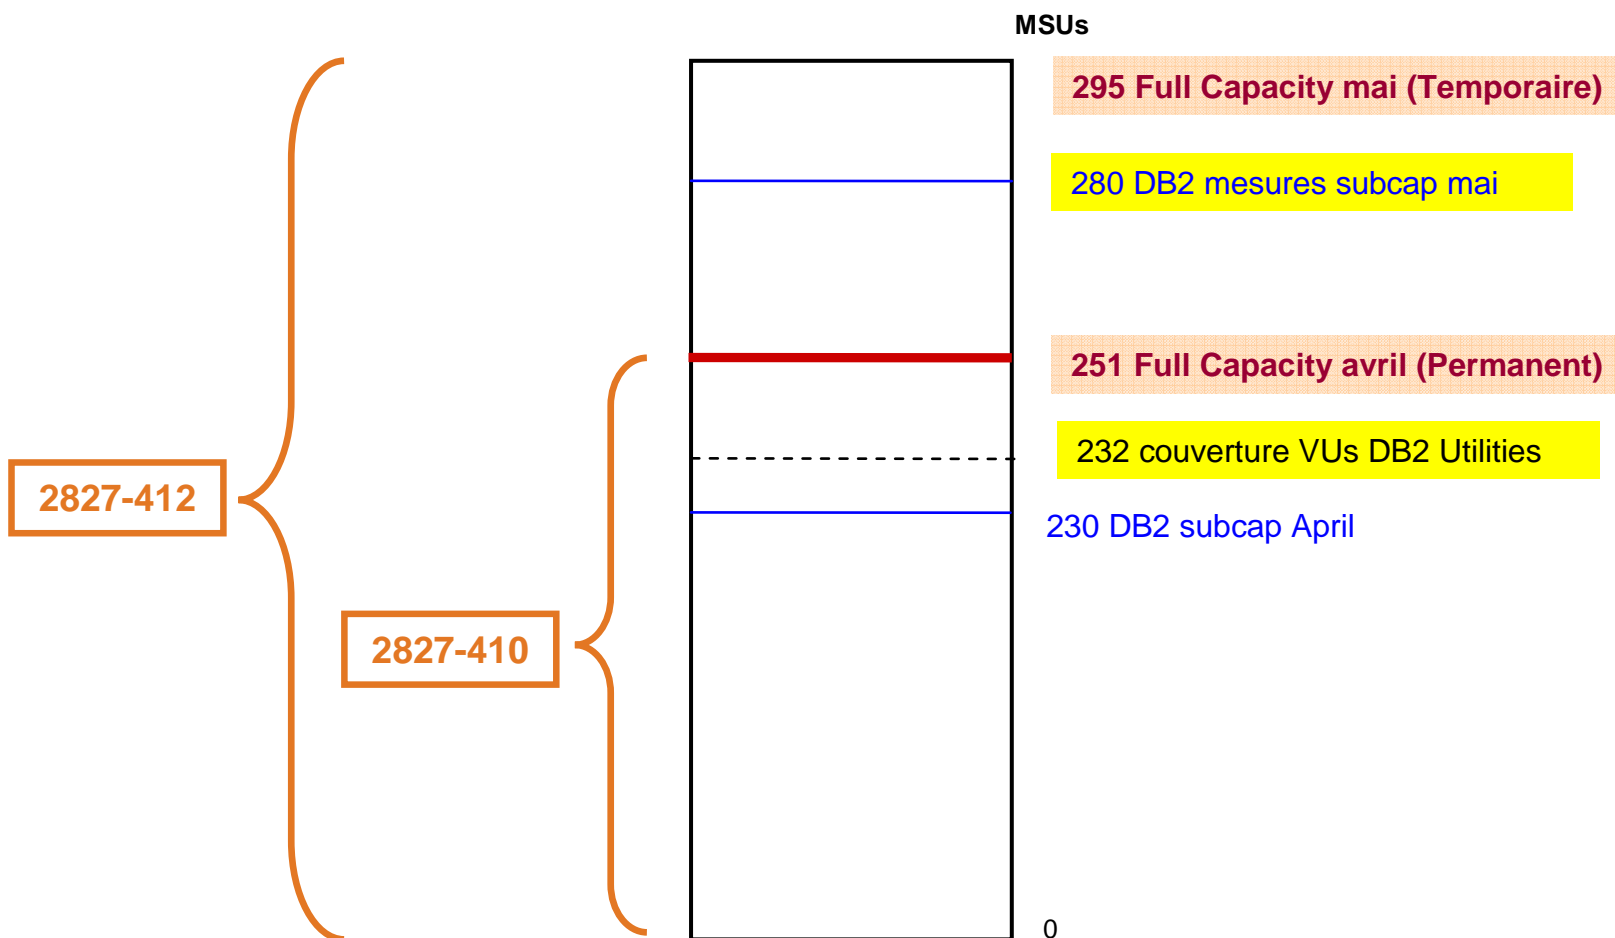 MSUs
295 Full Capacity mai (Temporaire)
280 DB2 mesures subcap mai
251 Full Capacity avril (Permanent)
232 couverture VUs DB2 Utilities
2827-412
230 DB2 subcap April
2827-410
0